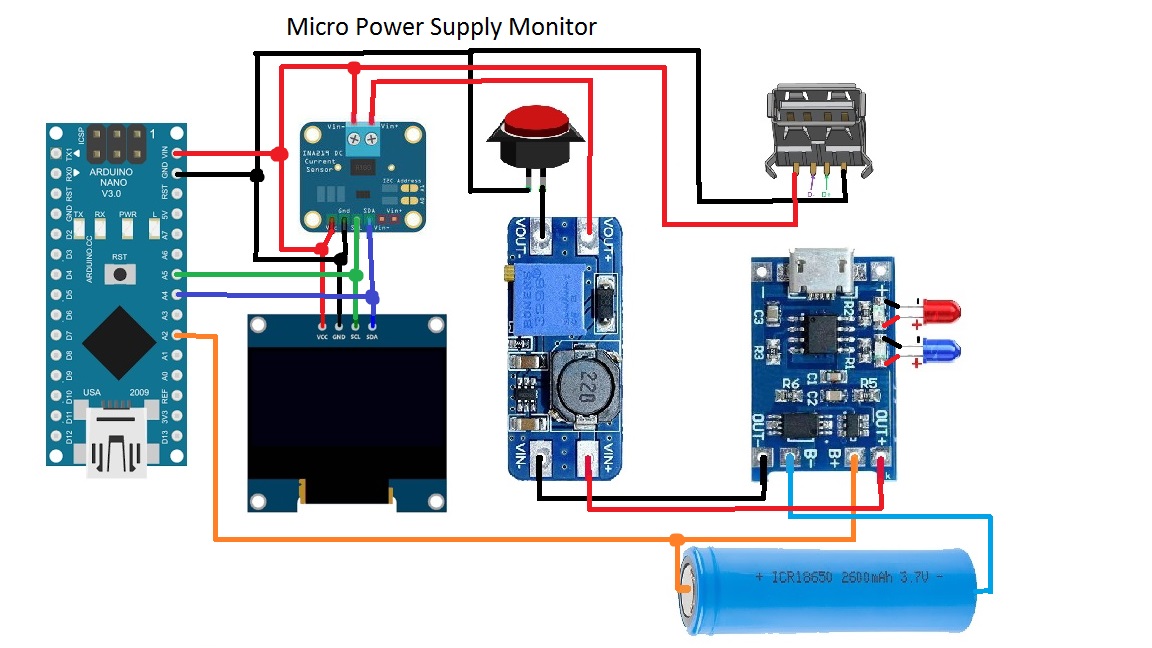 Micro Power Supply Monitor
ICSP
1
ARDUINO
NANO
V3.0
TX1
RX0
RST
GND
D2
D3
D4
D5
D6
D7
D8
D9
D10
D11
D12
VIN
GND
RST
5V
A7
A6
A5
A4
A3
A2
A1
A0
REF
3V3
D13
TX RX PWR L
ARDUINO.CC
RST
USA 2009
Vin- Vin+
INA219 DC
Current
Sensor
I2C Address
A1
A0
Gnd SDA Vin+
Vin-
VCC GND SCL SDA
VOUT- VOUT+
BONENS
3296
220
VIN- VIN+
D- D+
- +
C3 R2
R3 R1
C1
C2
R6 R5
OUT- B- B+ OUT+
k
-
+
-
+
+ ICR18650 2600mAh 3.7V -